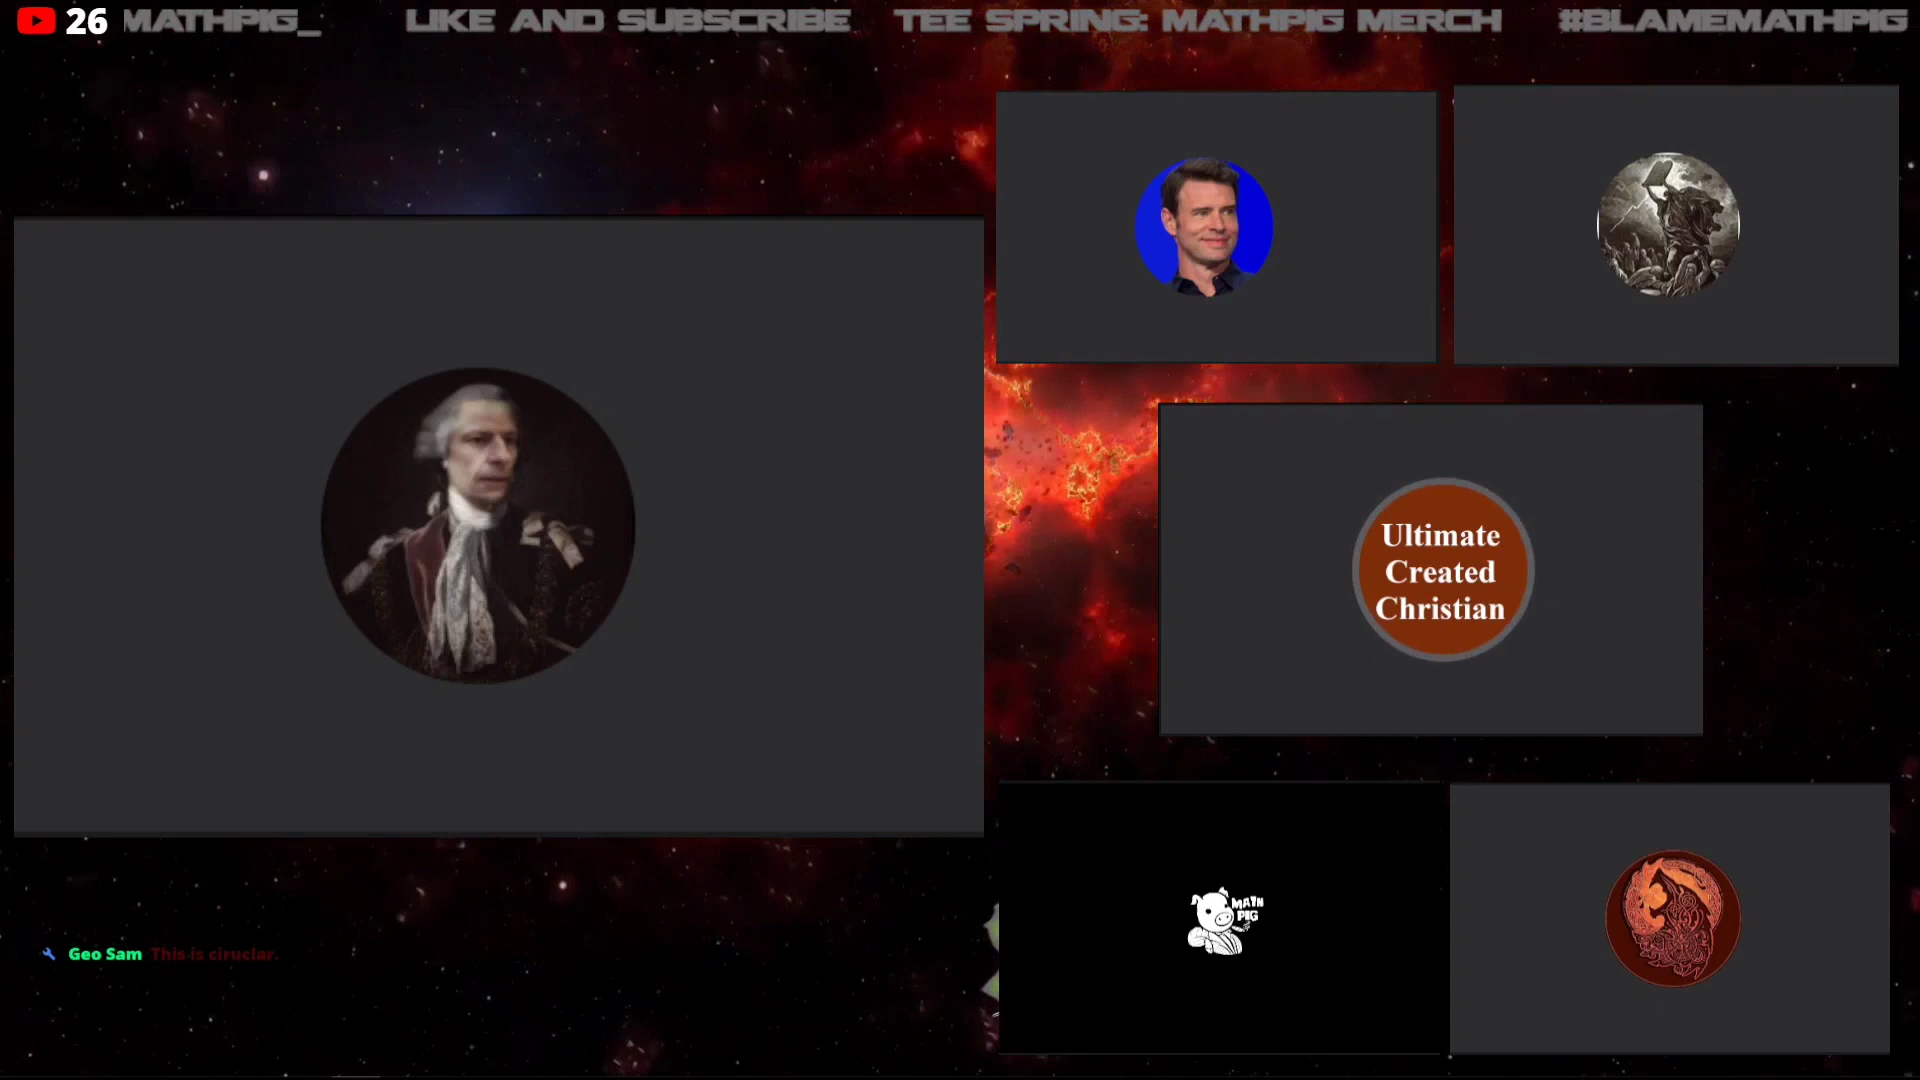 26 MATHPIG_ LIKE AND SUBSCRIBE TEE SPRING: MATHPIG MERCH #BLAMEMATHPIG
Ultimate
Created
Christian
MATH
PIG
Geo Sam This is ciruclar.